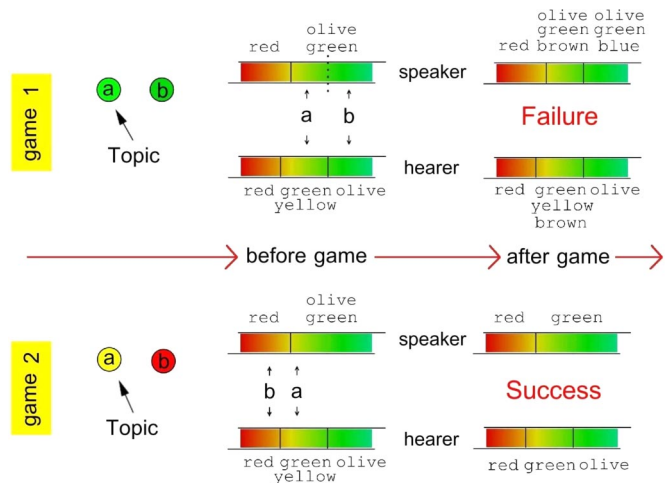 game 1
a
b
Topic
red
olive
green
speaker
a
b
hearer
red green olive
yellow
olive olive
green green
red brown blue
Failure
red green olive
yellow
brown
before game
after game
game 2
a
b
Topic
olive
red green
speaker
b a
hearer
red green olive
yellow
red green
Success
red green olive